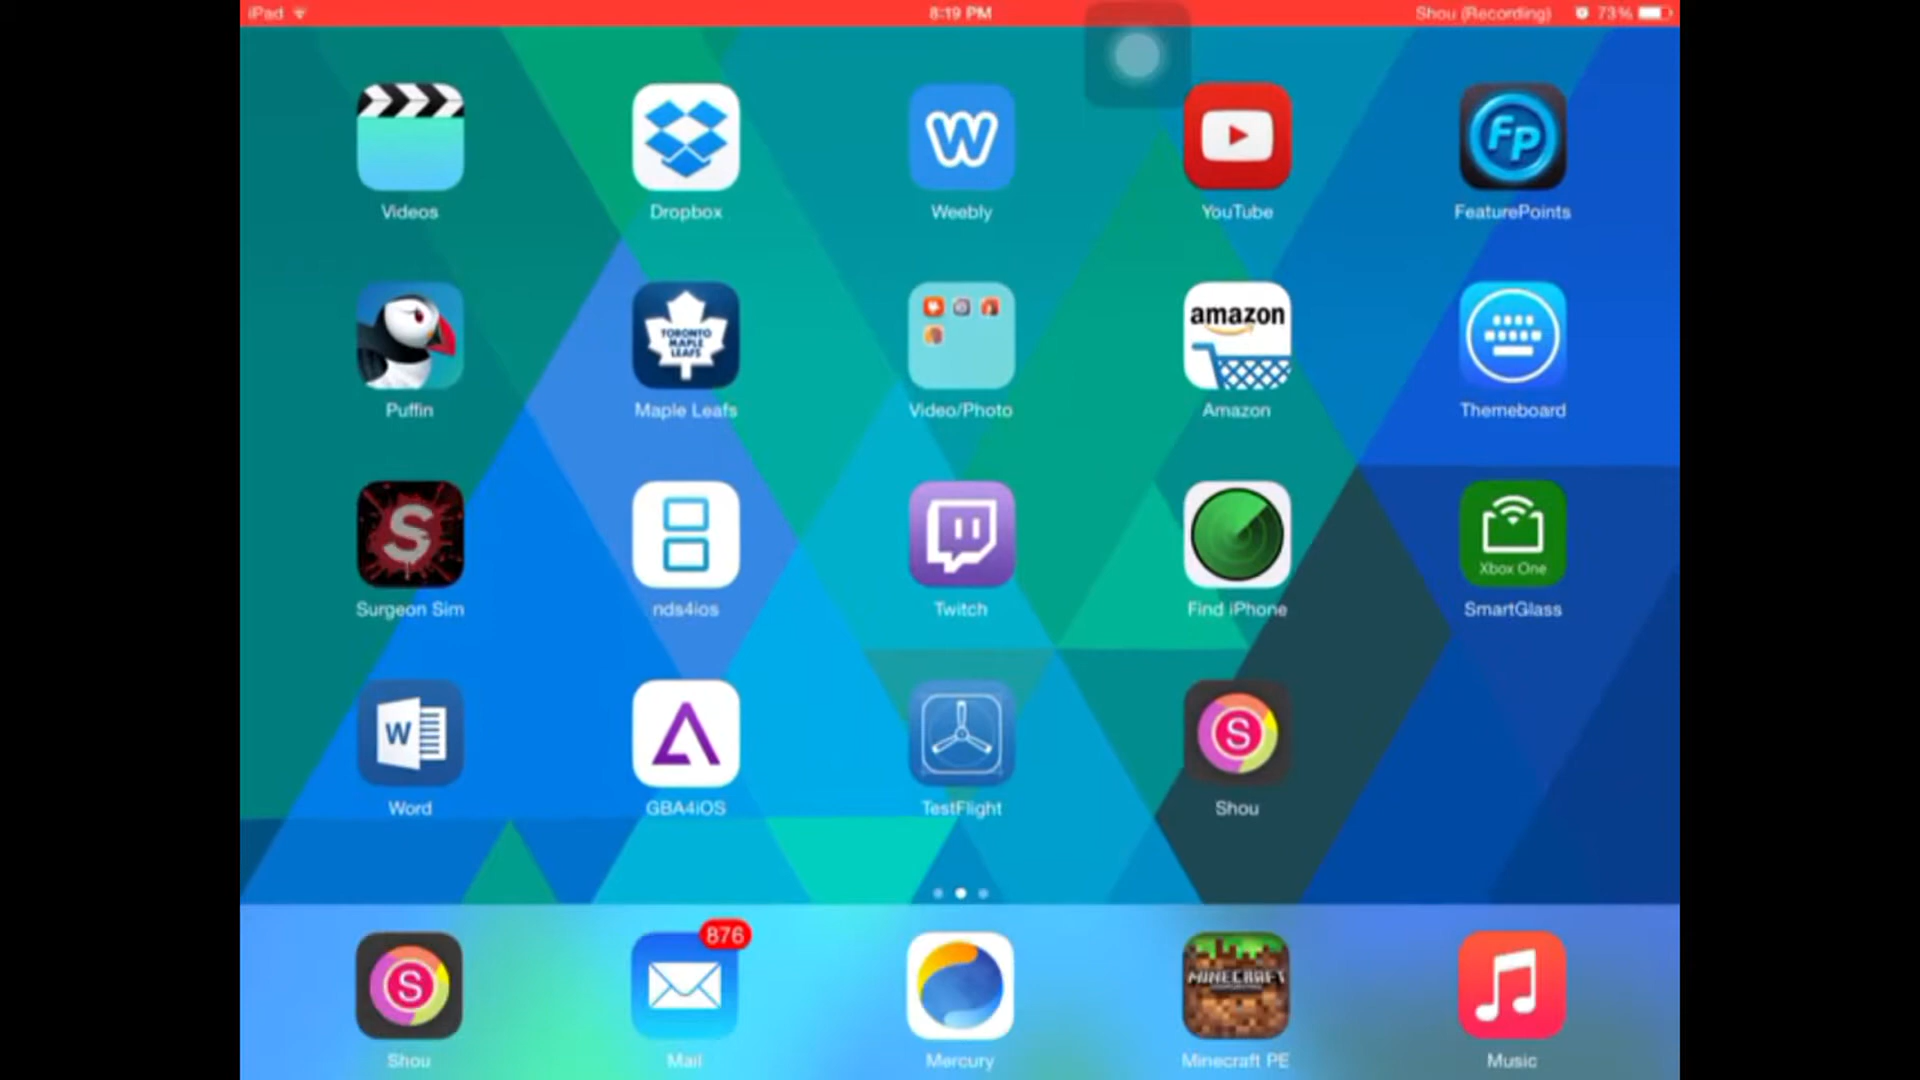 iPad 8:19 PM Shou (Recording) 73%
W FP
Videos Dropbox Weebly YouTube FeaturePoints
TORONTO MAPLE LEAFS amazon
Puffin Maple Leafs Video/Photo Amazon Themeboard
S Xbox One
Surgeon Sim nds4ios Twitch Find iPhone SmartGlass
W S
Word GBA4iOS TestFlight Shou
876
S MINECRAFT
Shou Mail Mercury Minecraft PE Music